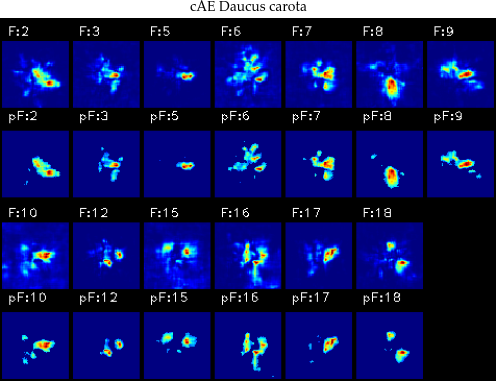 cAE Daucus carota
F:2 F:3 F:5 F:6 F:7 F:8 F:9
pF:2 pF:3 pF:5 pF:6 pF:7 pF:8 pF:9
F:10 F:12 F:15 F:16 F:17 F:18
pF:10 pF:12 pF:15 pF:16 pF:17 pF:18